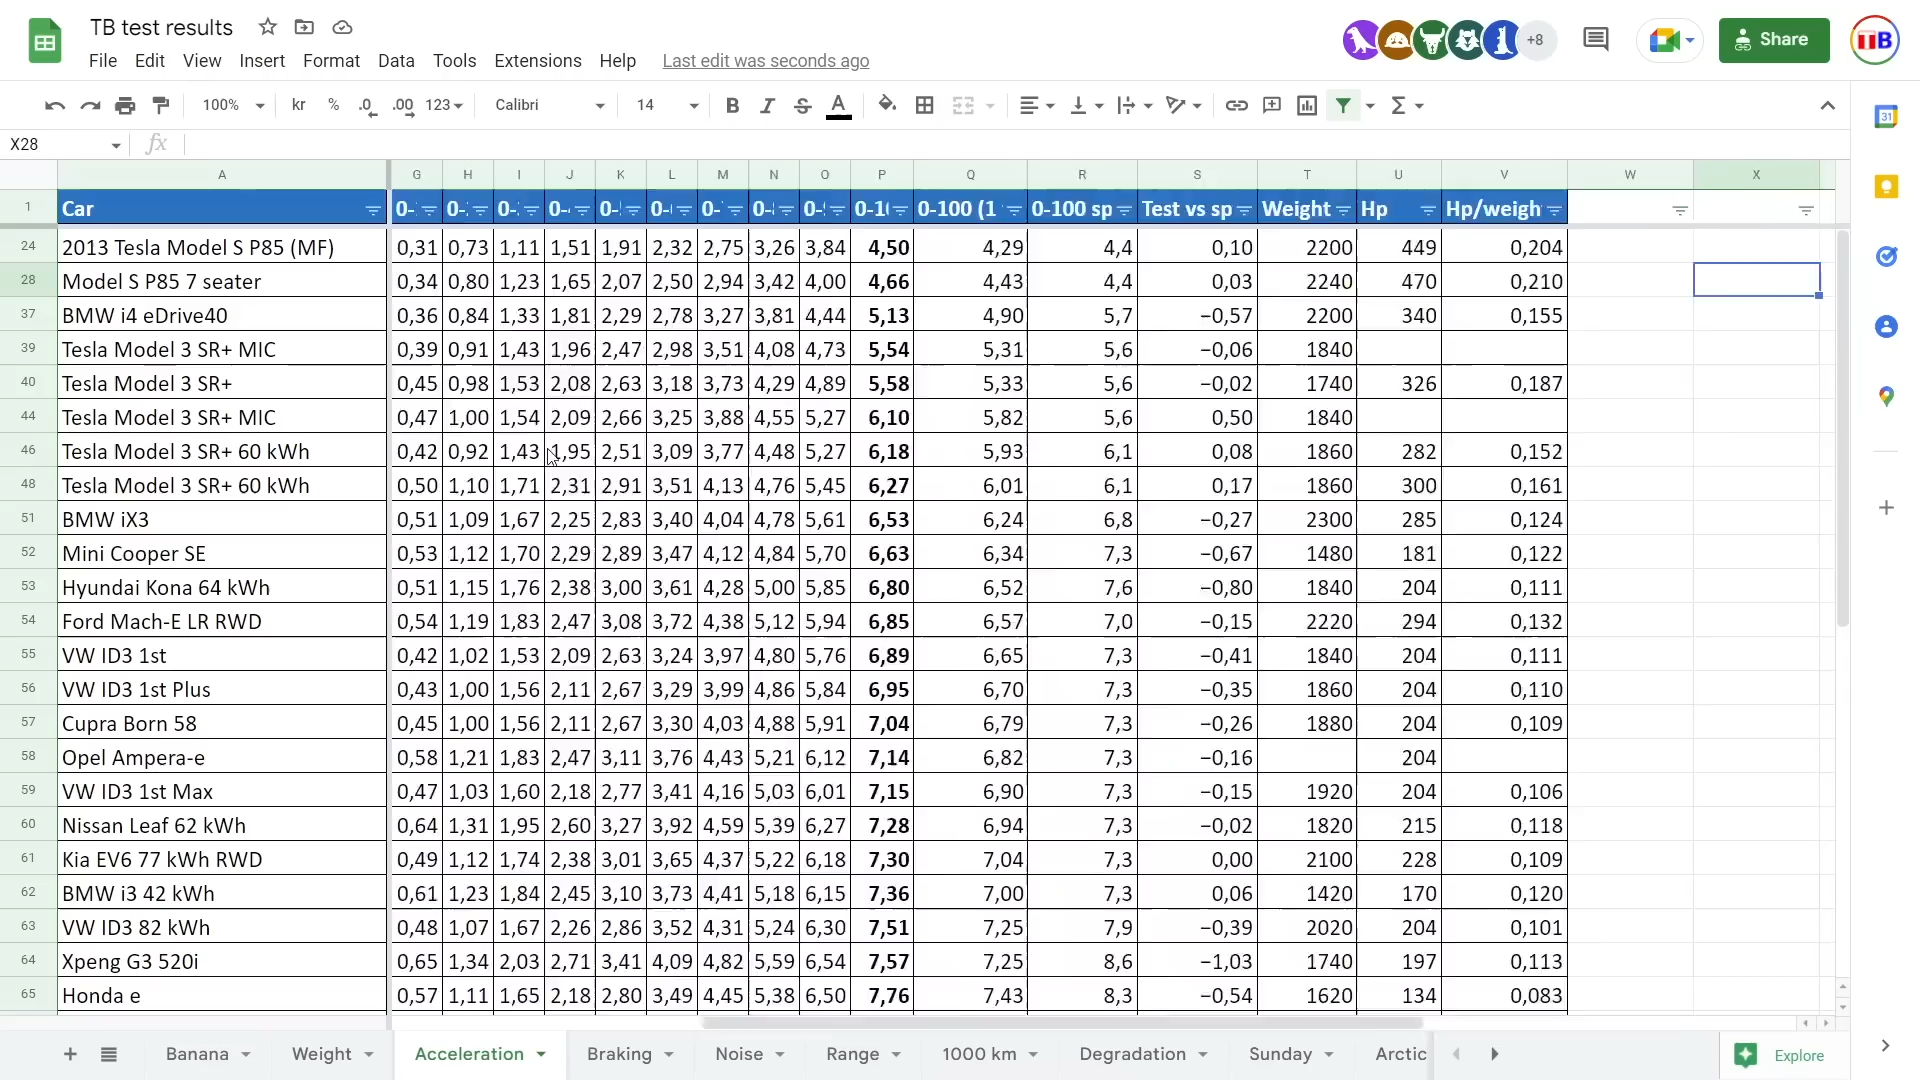 TB test results
File Edit View Insert Format Data Tools Extensions Help Last edit was seconds ago
+8
Share
TTB
100% kr % .0 .00 123 Calibri 14 B I S A
X28
fx
31
A G H I J K L M N O P Q R S T U V W X
1 Car 0- 0-: 0-: 0-. 0-! 0-( 0-' 0-8 0-! 0-1( 0-100 (1 0-100 sp Test vs sp Weight Hp Hp/weigh
24 2013 Tesla Model S P85 (MF) 0,31 0,73 1,11 1,51 1,91 2,32 2,75 3,26 3,84 4,50 4,29 4,4 0,10 2200 449 0,204
28 Model S P85 7 seater 0,34 0,80 1,23 1,65 2,07 2,50 2,94 3,42 4,00 4,66 4,43 4,4 0,03 2240 470 0,210
37 BMW i4 eDrive40 0,36 0,84 1,33 1,81 2,29 2,78 3,27 3,81 4,44 5,13 4,90 5,7 −0,57 2200 340 0,155
39 Tesla Model 3 SR+ MIC 0,39 0,91 1,43 1,96 2,47 2,98 3,51 4,08 4,73 5,54 5,31 5,6 −0,06 1840
40 Tesla Model 3 SR+ 0,45 0,98 1,53 2,08 2,63 3,18 3,73 4,29 4,89 5,58 5,33 5,6 −0,02 1740 326 0,187
44 Tesla Model 3 SR+ MIC 0,47 1,00 1,54 2,09 2,66 3,25 3,88 4,55 5,27 6,10 5,82 5,6 0,50 1840
46 Tesla Model 3 SR+ 60 kWh 0,42 0,92 1,43 1,95 2,51 3,09 3,77 4,48 5,27 6,18 5,93 6,1 0,08 1860 282 0,152
48 Tesla Model 3 SR+ 60 kWh 0,50 1,10 1,71 2,31 2,91 3,51 4,13 4,76 5,45 6,27 6,01 6,1 0,17 1860 300 0,161
51 BMW iX3 0,51 1,09 1,67 2,25 2,83 3,40 4,04 4,78 5,61 6,53 6,24 6,8 −0,27 2300 285 0,124
52 Mini Cooper SE 0,53 1,12 1,70 2,29 2,89 3,47 4,12 4,84 5,70 6,63 6,34 7,3 −0,67 1480 181 0,122
53 Hyundai Kona 64 kWh 0,51 1,15 1,76 2,38 3,00 3,61 4,28 5,00 5,85 6,80 6,52 7,6 −0,80 1840 204 0,111
54 Ford Mach-E LR RWD 0,54 1,19 1,83 2,47 3,08 3,72 4,38 5,12 5,94 6,85 6,57 7,0 −0,15 2220 294 0,132
55 VW ID3 1st 0,42 1,02 1,53 2,09 2,63 3,24 3,97 4,80 5,76 6,89 6,65 7,3 −0,41 1840 204 0,111
56 VW ID3 1st Plus 0,43 1,00 1,56 2,11 2,67 3,29 3,99 4,86 5,84 6,95 6,70 7,3 −0,35 1860 204 0,110
57 Cupra Born 58 0,45 1,00 1,56 2,11 2,67 3,30 4,03 4,88 5,91 7,04 6,79 7,3 −0,26 1880 204 0,109
58 Opel Ampera-e 0,58 1,21 1,83 2,47 3,11 3,76 4,43 5,21 6,12 7,14 6,82 7,3 −0,16 204
59 VW ID3 1st Max 0,47 1,03 1,60 2,18 2,77 3,41 4,16 5,03 6,01 7,15 6,90 7,3 −0,15 1920 204 0,106
60 Nissan Leaf 62 kWh 0,64 1,31 1,95 2,60 3,27 3,92 4,59 5,39 6,27 7,28 6,94 7,3 −0,02 1820 215 0,118
61 Kia EV6 77 kWh RWD 0,49 1,12 1,74 2,38 3,01 3,65 4,37 5,22 6,18 7,30 7,04 7,3 0,00 2100 228 0,109
62 BMW i3 42 kWh 0,61 1,23 1,84 2,45 3,10 3,73 4,41 5,18 6,15 7,36 7,00 7,3 0,06 1420 170 0,120
63 VW ID3 82 kWh 0,48 1,07 1,67 2,26 2,86 3,52 4,31 5,24 6,30 7,51 7,25 7,9 −0,39 2020 204 0,101
64 Xpeng G3 520i 0,65 1,34 2,03 2,71 3,41 4,09 4,82 5,59 6,54 7,57 7,25 8,6 −1,03 1740 197 0,113
65 Honda e 0,57 1,11 1,65 2,18 2,80 3,49 4,45 5,38 6,50 7,76 7,43 8,3 −0,54 1620 134 0,083
Banana Weight Acceleration Braking Noise Range 1000 km Degradation Sunday Arctic Explore